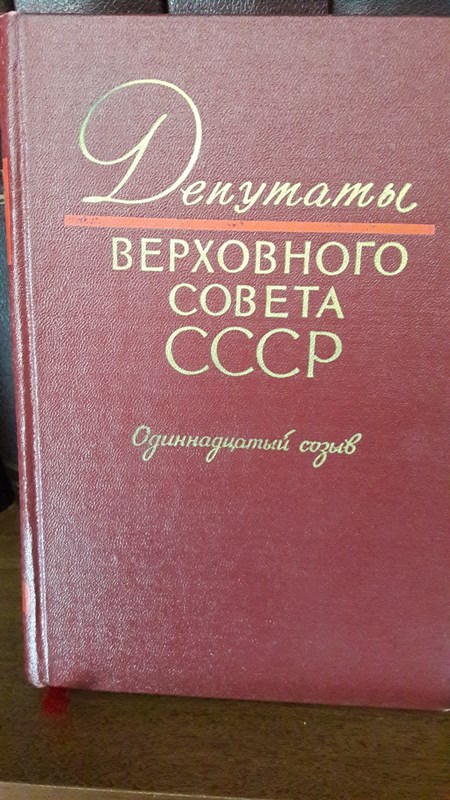 Депутаты
ВЕРХОВНОГО
СОВЕТА
СССР
Одиннадцатый созыв